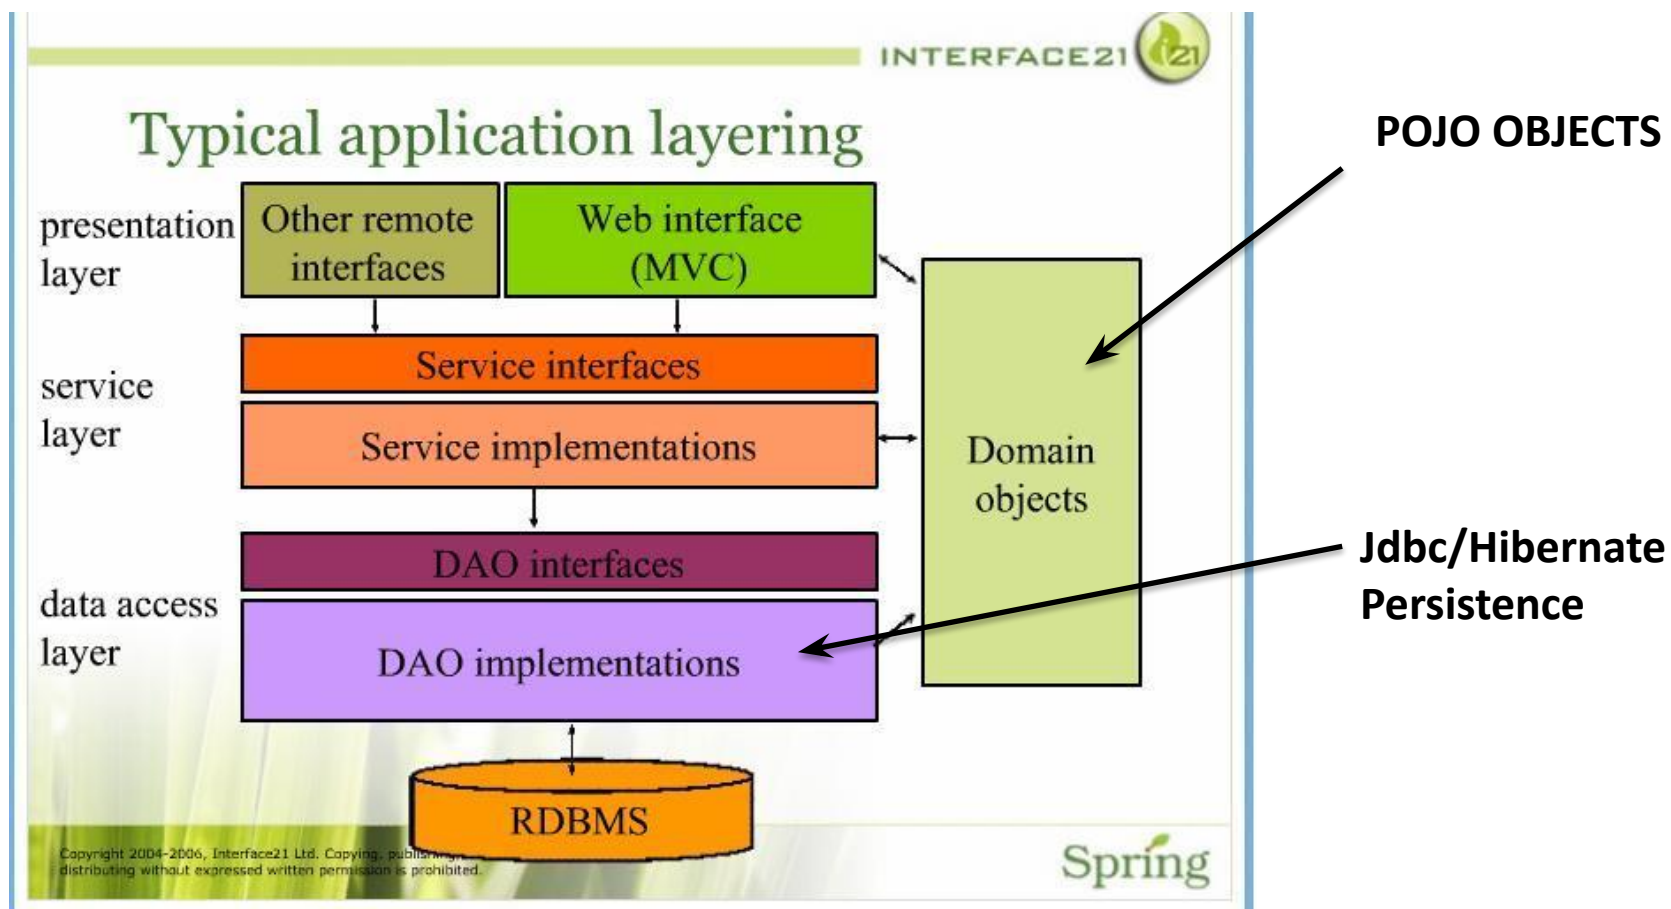 INTERFACE21
i21
Typical application layering
POJO OBJECTS
presentation
layer
Other remote
interfaces
Web interface
(MVC)
service
layer
Service interfaces
Service implementations
Domain
objects
data access
layer
DAO interfaces
DAO implementations
Jdbc/Hibernate
Persistence
RDBMS
Copyright 2004-2006, Interface21 Ltd. Copying,
distributing without expressed written permission is prohibited.
Spring